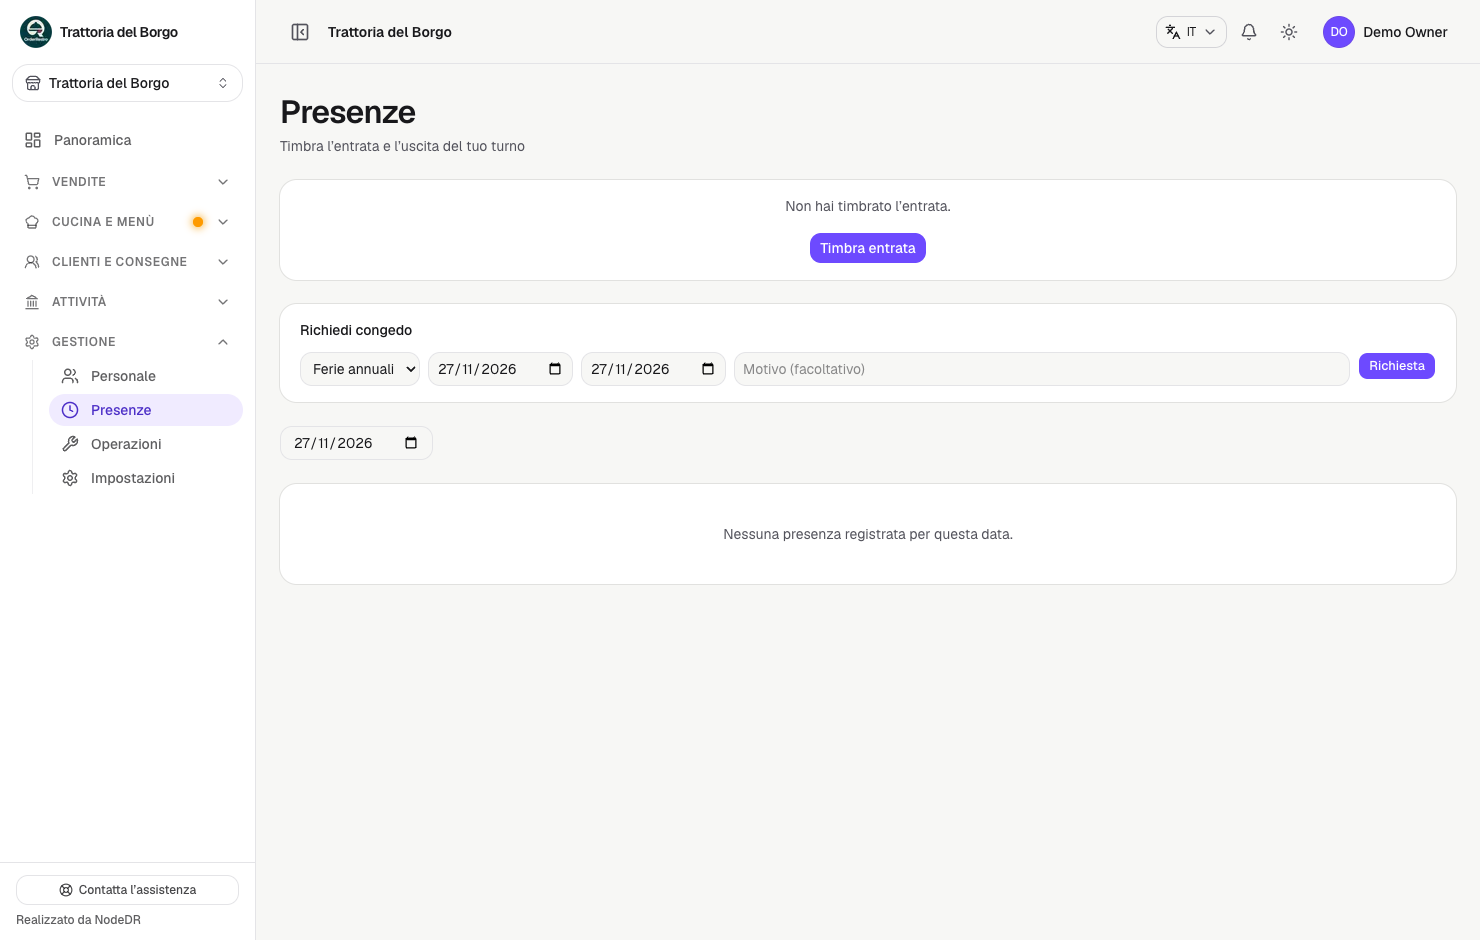 Trattoria del Borgo
Trattoria del Borgo
Panoramica
VENDITE
CUCINA E MENÙ
CLIENTI E CONSEGNE
ATTIVITÀ
GESTIONE
Personale
Presenze
Operazioni
Impostazioni
Contatta l'assistenza
Realizzato da NodeDR
Trattoria del Borgo
IT
DO
Demo Owner
Presenze
Timbra l'entrata e l'uscita del tuo turno
Non hai timbrato l'entrata.
Timbra entrata
Richiedi congedo
Ferie annuali
27/11/2026
27/11/2026
Motivo (facoltativo)
Richiesta
27/11/2026
Nessuna presenza registrata per questa data.